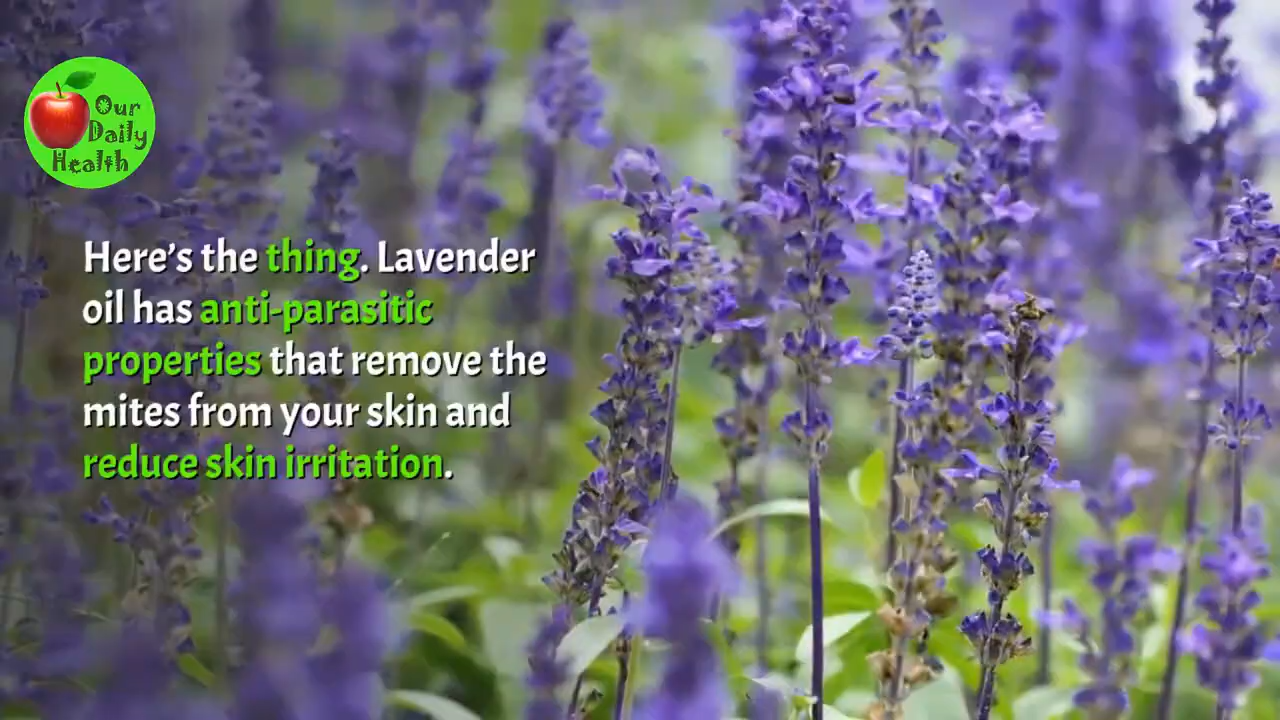 Our
Daily
Health
Here's the thing. Lavender
oil has anti-parasitic
properties that remove the
mites from your skin and
reduce skin irritation.